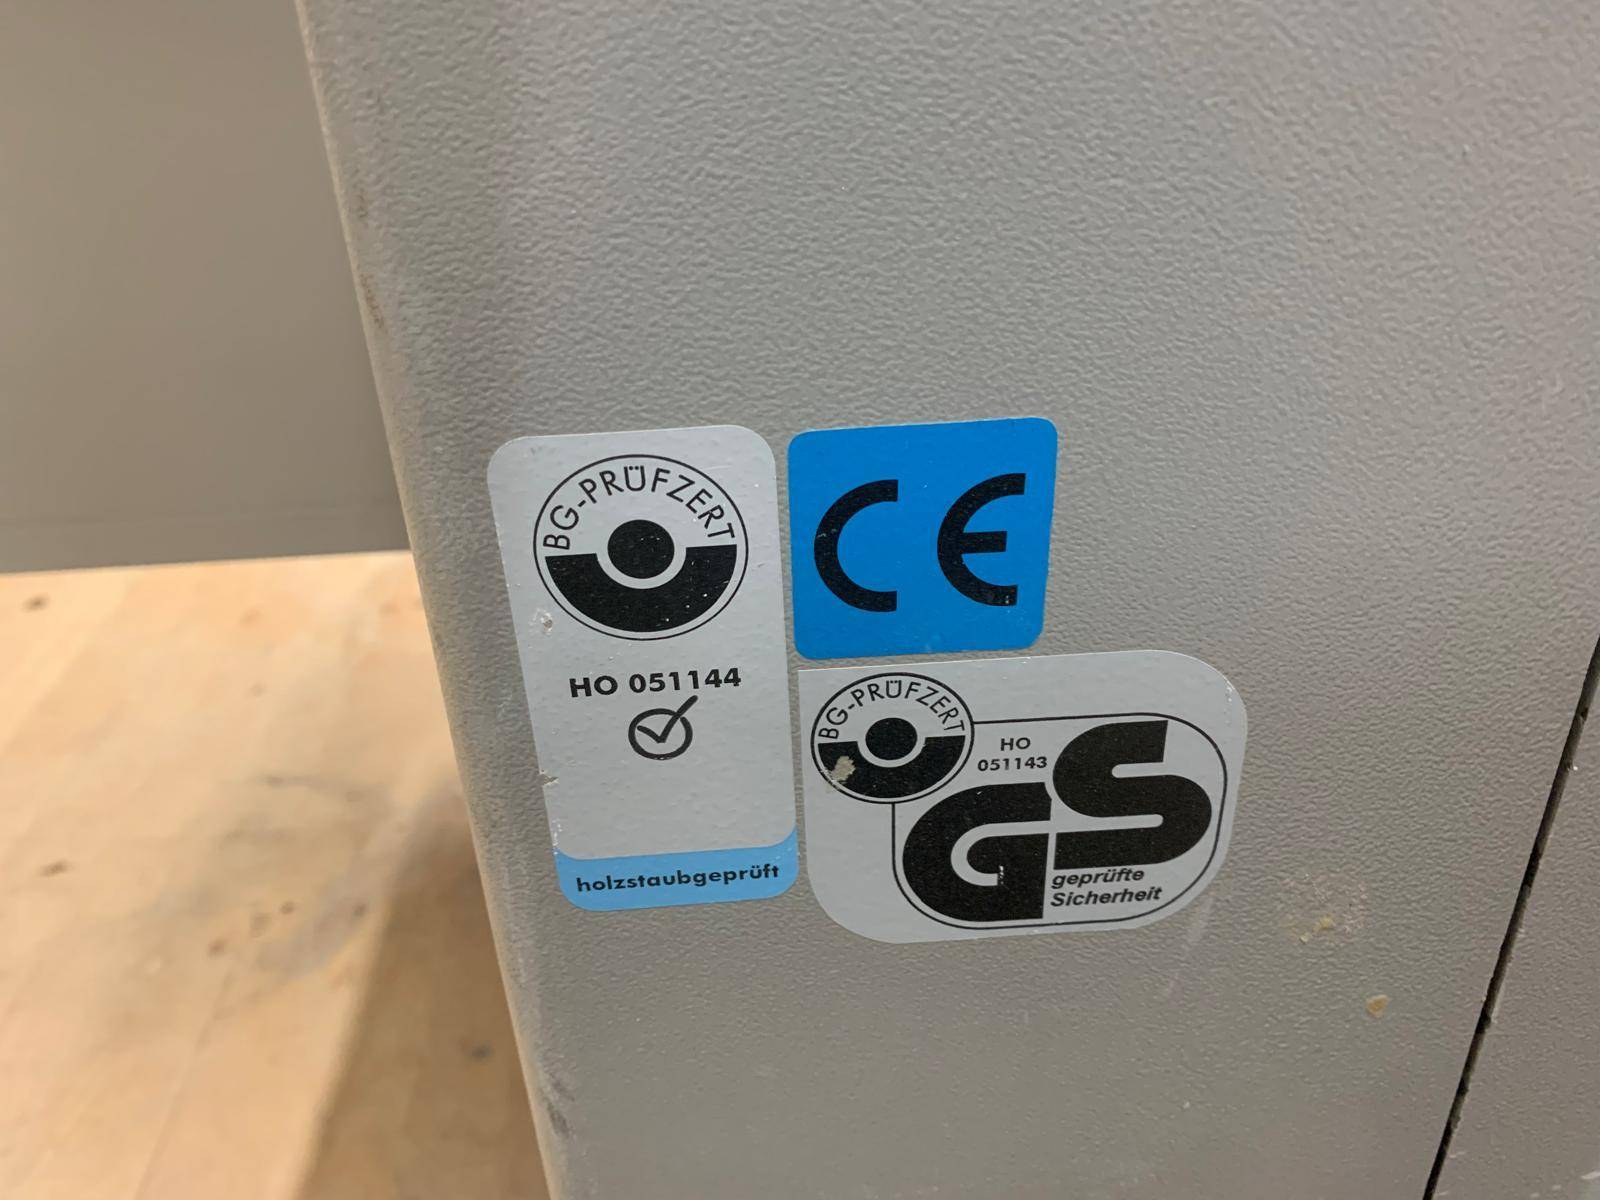 BG-PRÜFZERT
HO 051144
holzstaubgeprüft
CE
BG-PRÜFZERT
HO
051143
GS
geprüfte
Sicherheit